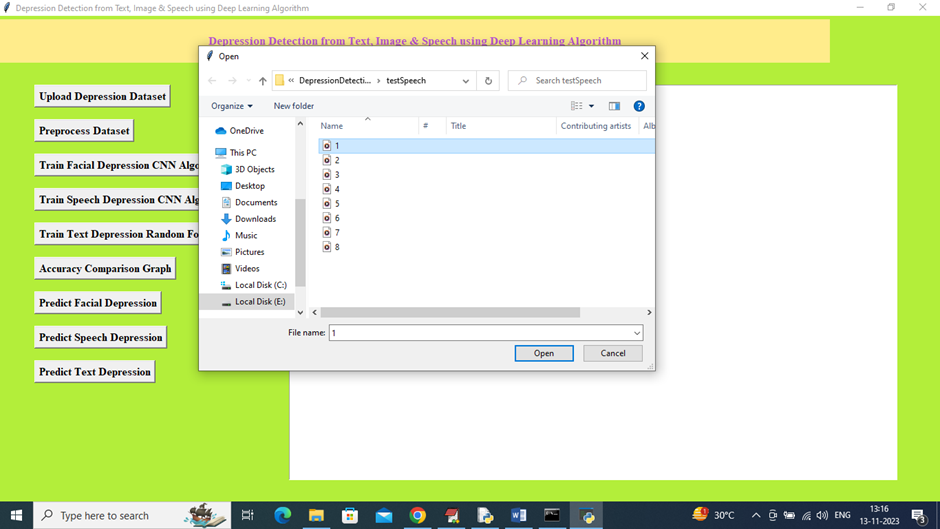 Depression Detection from Text, Image & Speech using Deep Learning Algorithm
Depression Detection from Text, Image & Speech using Deep Learning Algorithm
Upload Depression Dataset
Preprocess Dataset
Train Facial Depression CNN Algo
Train Speech Depression CNN Alg
Train Text Depression Random Fo
Accuracy Comparison Graph
Predict Facial Depression
Predict Speech Depression
Predict Text Depression
Open
« DepressionDetecti... › testSpeech
Search testSpeech
Organize New folder
OneDrive
This PC
3D Objects
Desktop
Documents
Downloads
Music
Pictures
Videos
Local Disk (C:)
Local Disk (E:)
Name # Title Contributing artists Alb
1
2
3
4
5
6
7
8
File name: 1
Open Cancel
Type here to search
30°C
ENG
13:16
13-11-2023
3